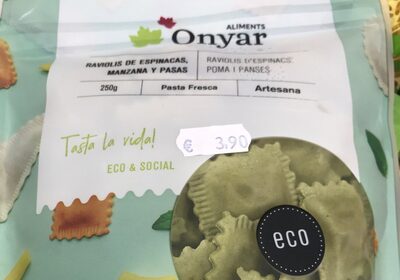 ALIMENTS
Onyar
RAVIOLIS DE ESPINACAS,
MANZANA Y PASAS
RAVIOLIS D'ESPINACS,
POMA I PANSES
250g
Pasta Fresca
Artesana
Tasta la vida!
ECO & SOCIAL
€ 3.90
eco